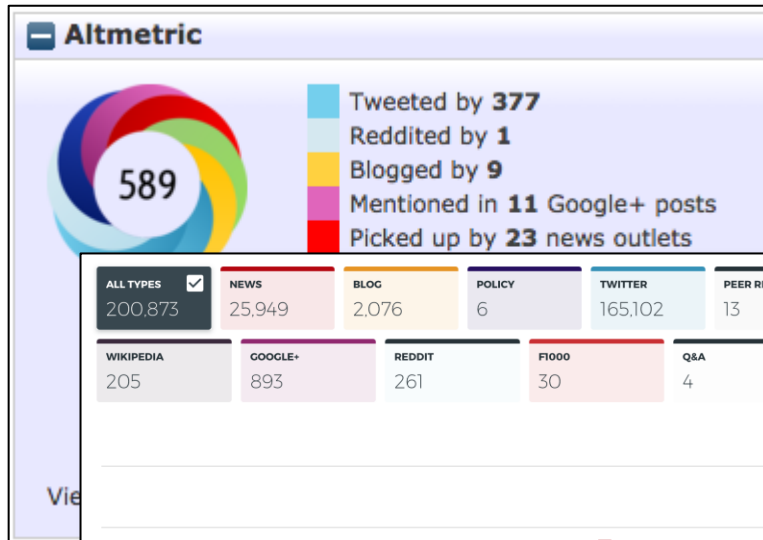 Altmetric
589
Tweeted by 377
Reddited by 1
Blogged by 9
Mentioned in 11 Google+ posts
Picked up by 23 news outlets
ALL TYPES NEWS BLOG POLICY TWITTER PEER
200,873 25,949 2,076 6 165,102 13
WIKIPEDIA GOOGLE+ REDDIT F1000 Q&A
205 893 261 30 4